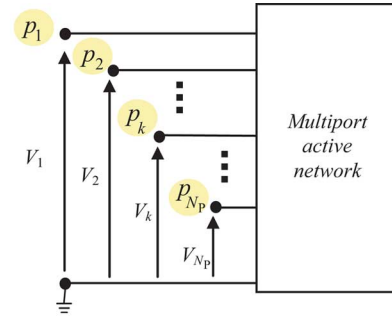 p1
p2
pk
pNP
V1
V2
Vk
VNP
Multiport
active
network